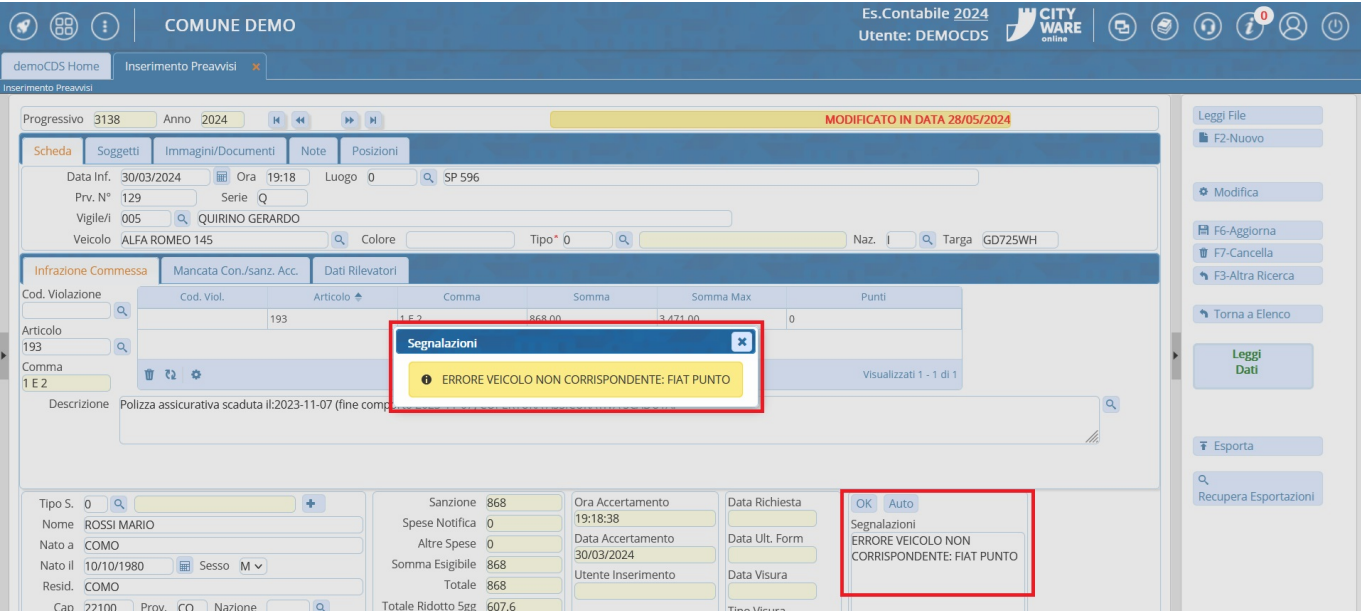 COMUNE DEMO
Es.Contabile 2024
Utente: DEMOCDS
CITY
WARE
online
0
demoCDS Home Inserimento Preavvisi
Inserimento Preavvisi
Progressivo 3138 Anno 2024 MODIFICATO IN DATA 28/05/2024
Scheda Soggetti Immagini/Documenti Note Posizioni
Data Inf. 30/03/2024 Ora 19:18 Luogo 0 SP 596
Prv. N° 129 Serie Q
Vigile/i 005 QUIRINO GERARDO
Veicolo ALFA ROMEO 145 Colore Tipo* 0 Naz. I Targa GD725WH
Infrazione Commessa Mancata Con./sanz. Acc. Dati Rilevatori
Cod. Violazione
Cod. Viol. Articolo Comma Somma Somma Max Punti
193 1 E 2 868.00 3.471.00 0
Articolo
193
Comma
1 E 2
Visualizzati 1 - 1 di 1
Segnalazioni
ERRORE VEICOLO NON CORRISPONDENTE: FIAT PUNTO
Descrizione Polizza assicurativa scaduta il:2023-11-07 (fine
Tipo S. 0
Nome ROSSI MARIO
Nato a COMO
Nato il 10/10/1980 Sesso M
Resid. COMO
Cap 22100 Prov. CO Nazione
Sanzione 868
Spese Notifica 0
Altre Spese 0
Somma Esigibile 868
Totale 868
Totale Ridotto 5gg 607.6
Ora Accertamento
19:18:38
Data Accertamento
30/03/2024
Utente Inserimento
Data Richiesta
Data Ult. Form
Data Visura
Tipo Visura
OK Auto
Segnalazioni
ERRORE VEICOLO NON
CORRISPONDENTE: FIAT PUNTO
Leggi File
F2-Nuovo
Modifica
F6-Aggiorna
F7-Cancella
F3-Altra Ricerca
Torna a Elenco
Leggi
Dati
Esporta
Recupera Esportazioni